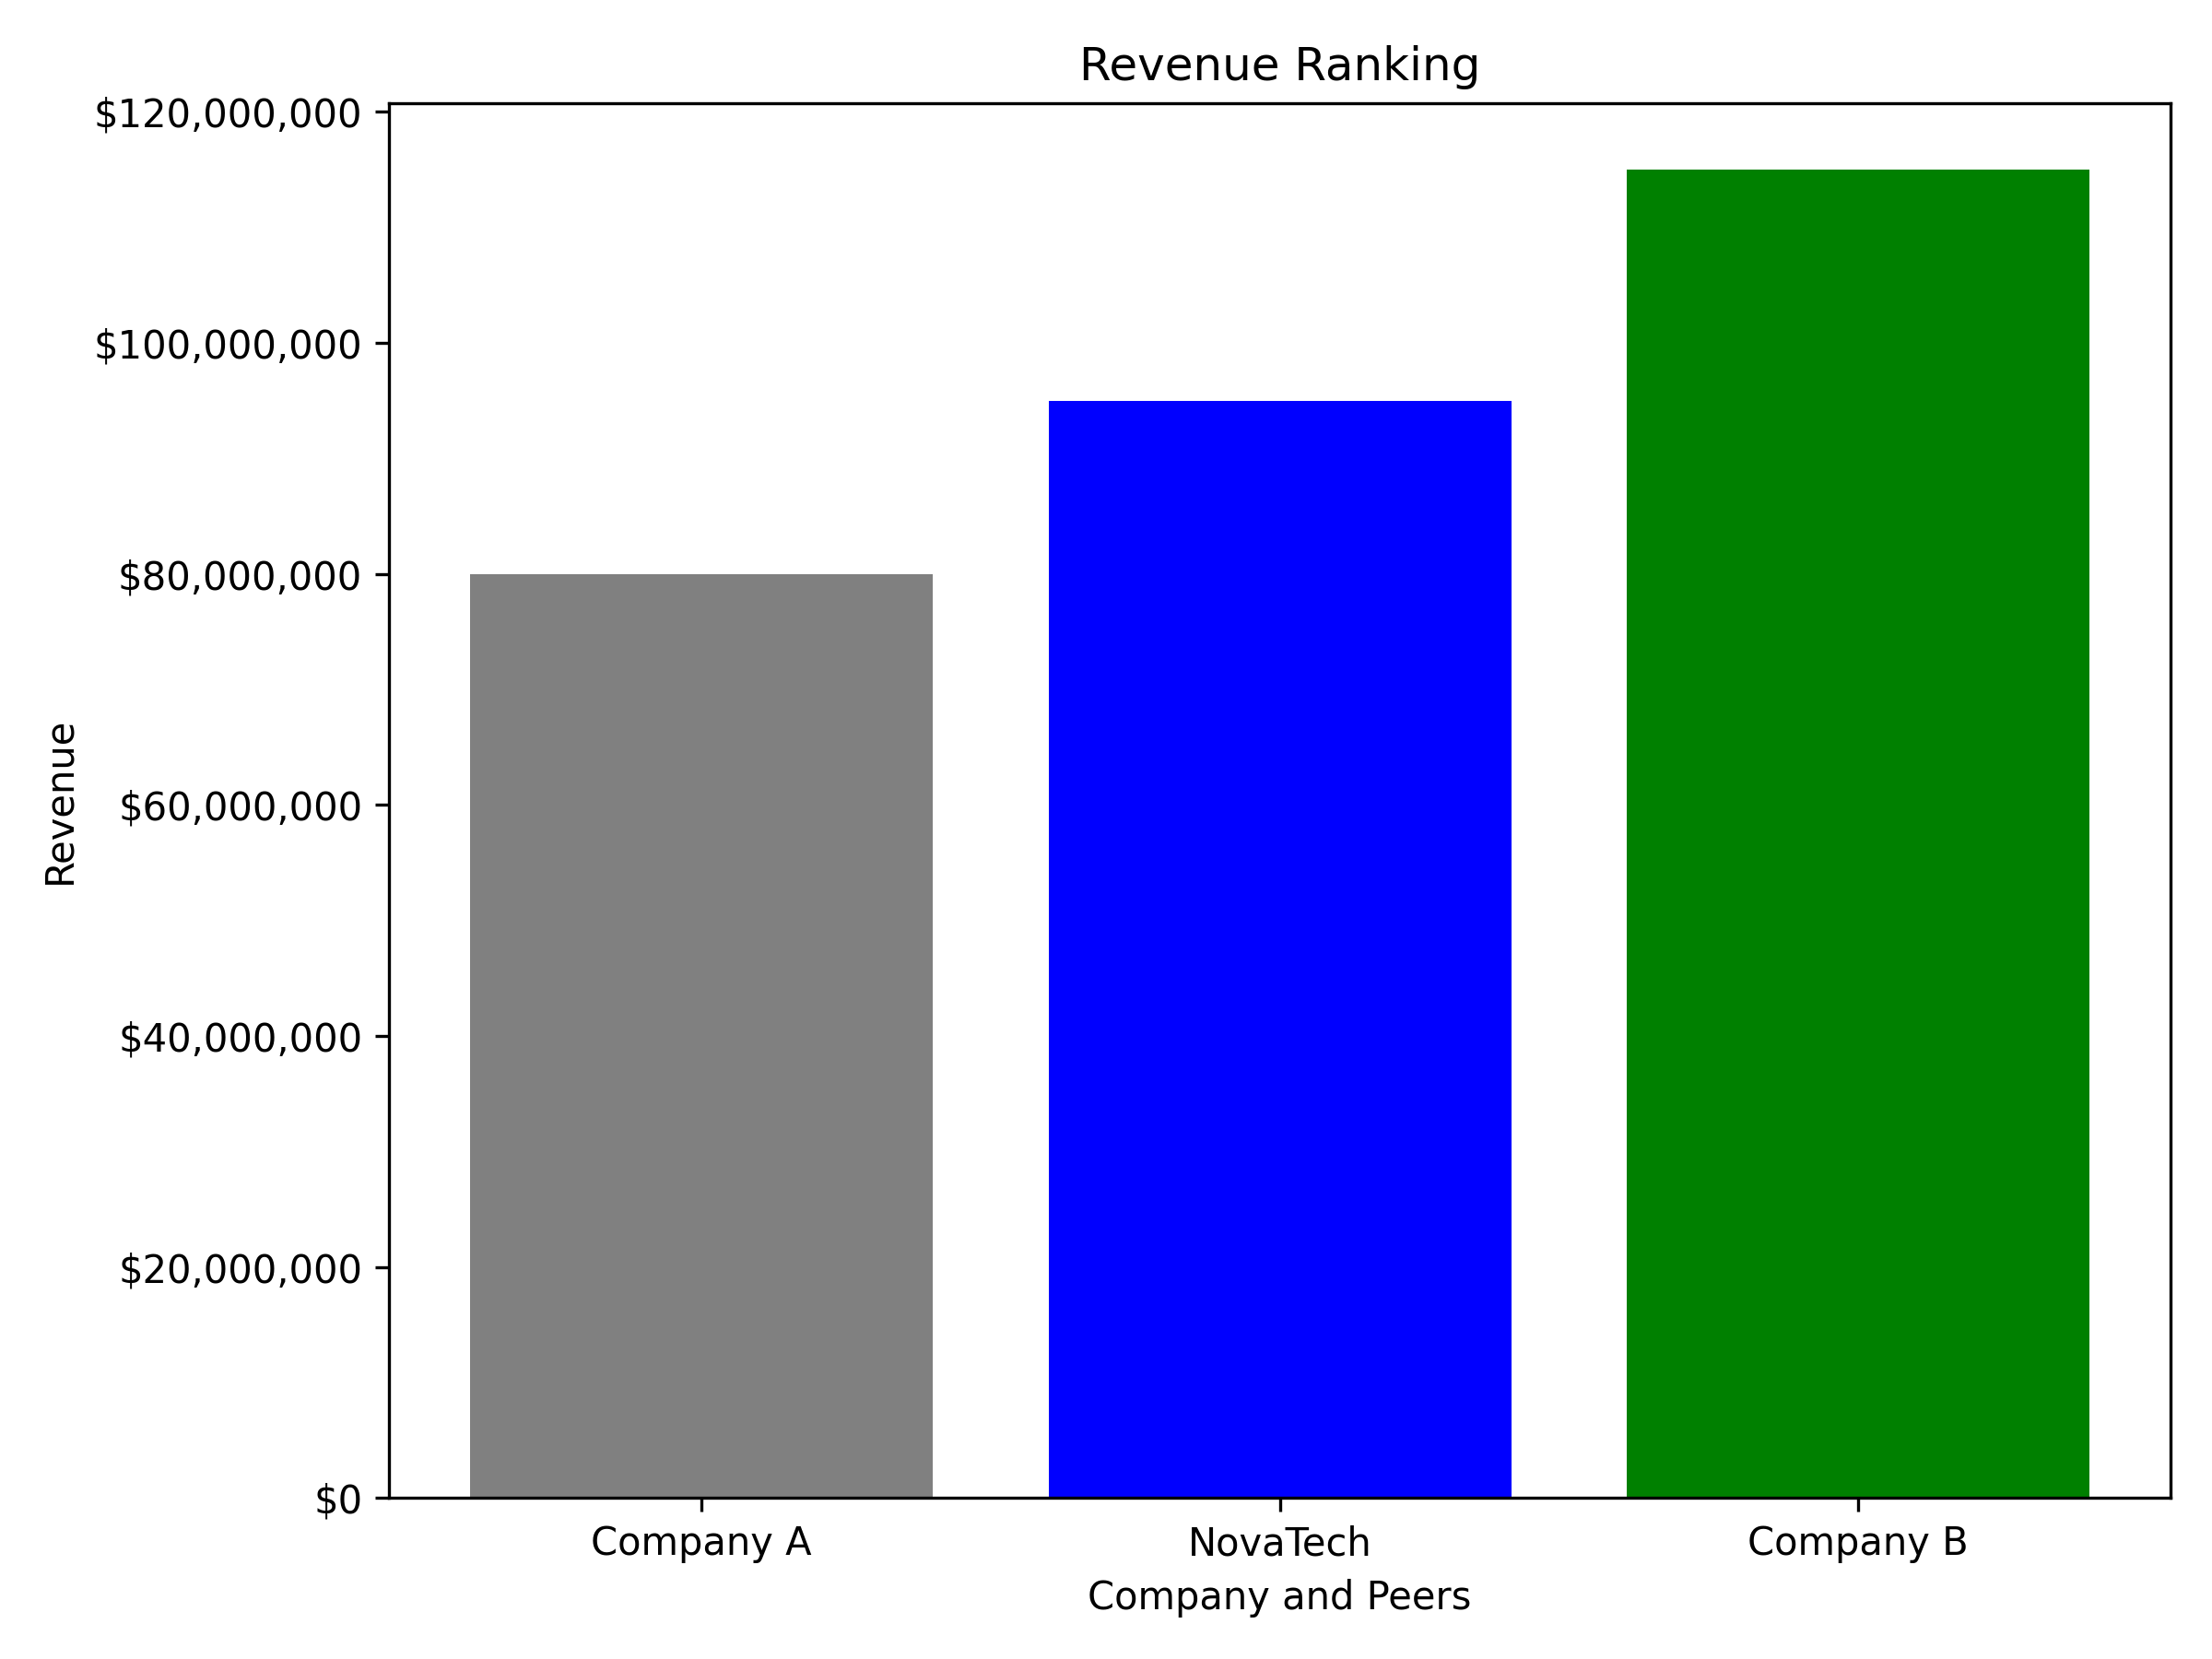 Revenue Ranking
$120,000,000
$100,000,000
$80,000,000
$60,000,000
$40,000,000
$20,000,000
$0
Revenue
Company A
NovaTech
Company B
Company and Peers